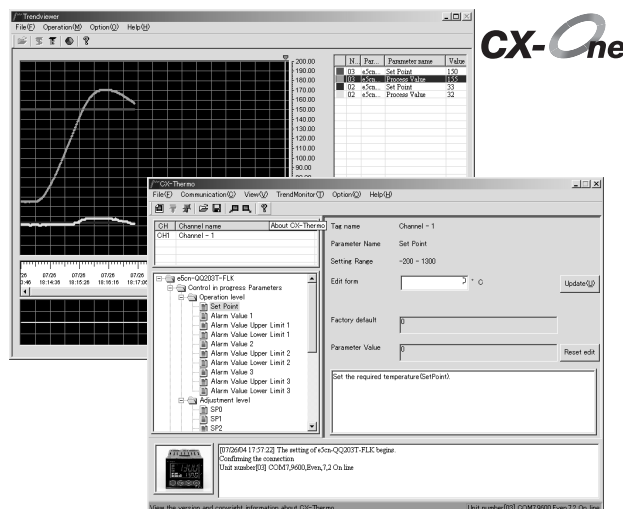 Trendviewer
File(F) Operation(M) Option(O) Help(H)
200.00
190.00
180.00
170.00
160.00
150.00
140.00
130.00
120.00
110.00
100.00
90.00
N... Par... Parameter name Value
03 e5cn... Set Point 150
03 e5cn... Process Value 155
02 e5cn... Set Point 33
02 e5cn... Process Value 32
CX-One
07/26 07/26 07/26 07/26
18:14:36 18:15:26 18:16:16 18:17:06
CX-Thermo
File(F) Communication(C) View(V) TrendMonitor(T) Option(O) Help(H)
CH Channel name
About CX-Thermo
CH1 Channel - 1
e5cn-QQ203T-FLK
Control in progress Parameters
Operation level
Set Point
Alarm Value 1
Alarm Value Upper Limit 1
Alarm Value Lower Limit 1
Alarm Value 2
Alarm Value Upper Limit 2
Alarm Value Lower Limit 2
Alarm Value 3
Alarm Value Upper Limit 3
Alarm Value Lower Limit 3
Adjustment level
SP0
SP1
SP2
Tag name Channel - 1
Parameter Name Set Point
Setting Range -200 - 1300
Edit form ° C Update(U)
Factory default 0
Parameter Value 0 Reset edit
Set the required temperature(SetPoint).
[07/26/04 17:57:22] The setting of e5cn-QQ203T-FLK begins.
Confirming the connection
Unit number[03] COM7,9600,Even,7,2 On line
View the version and copyright information about CX-Thermo
Unit number[03] COM7,9600,Even,7,2 On line